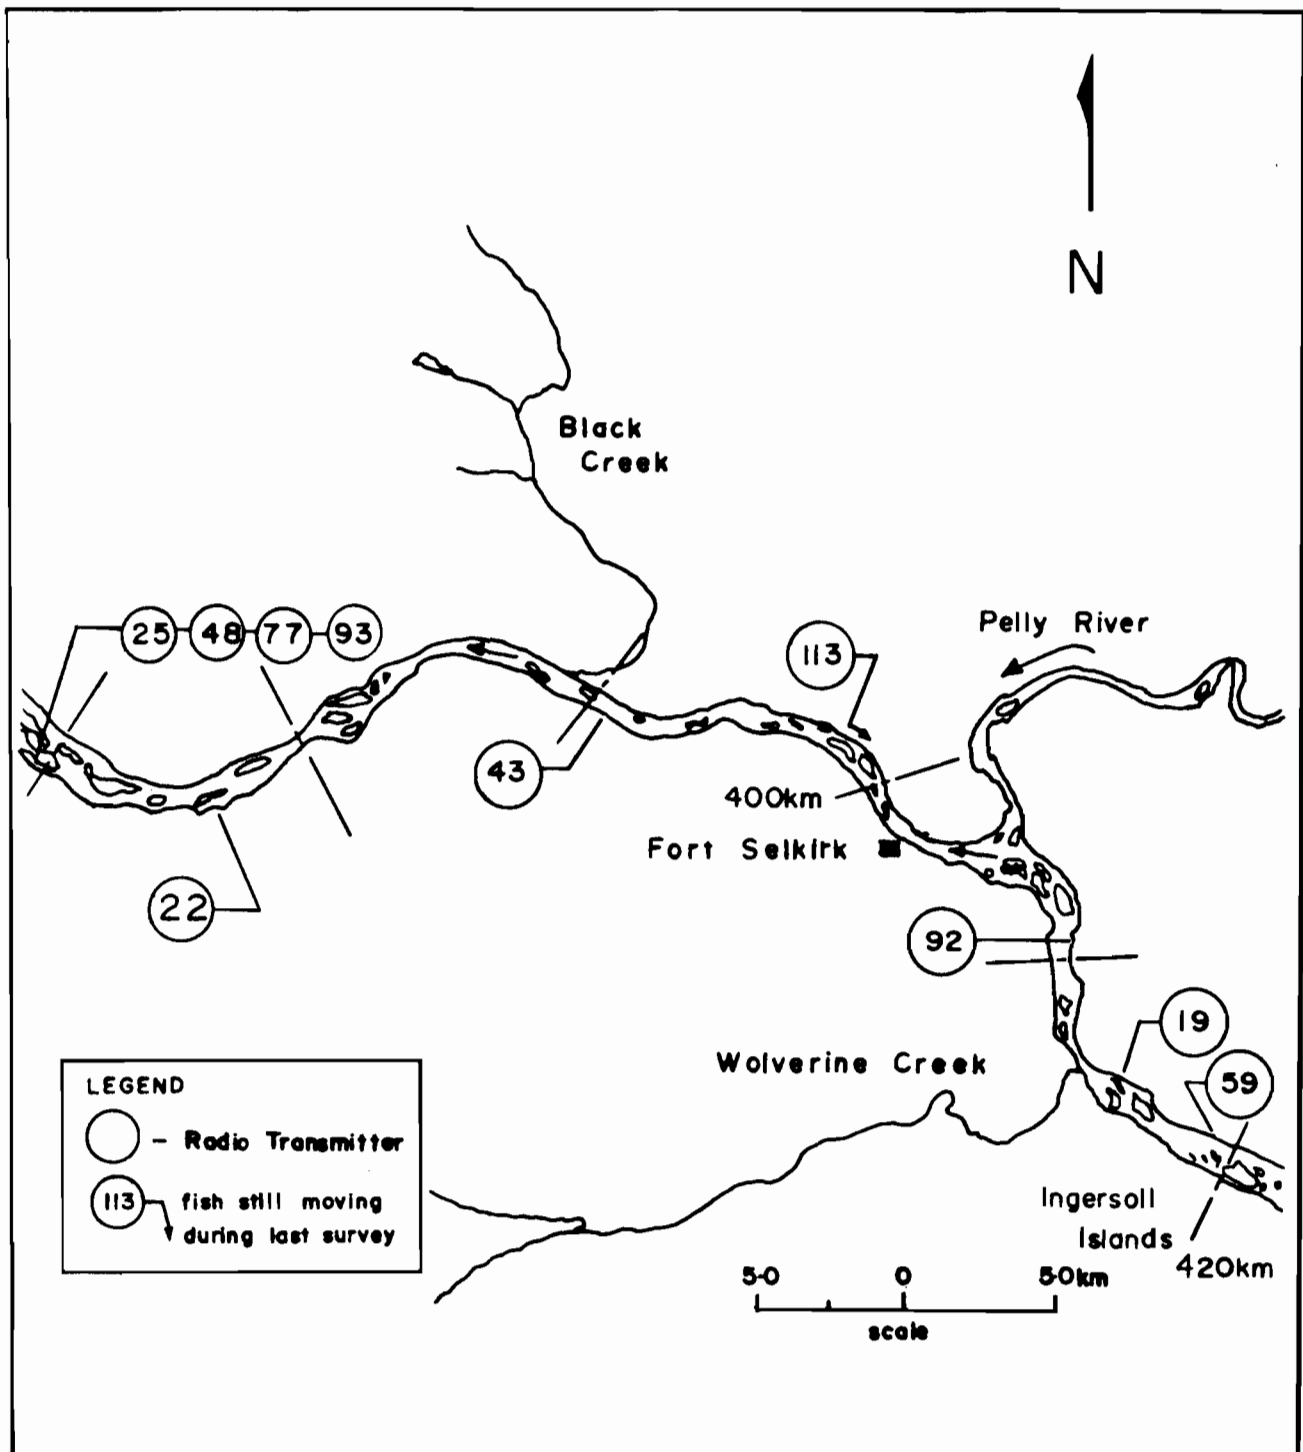 N
Black
Creek
25 48 77 93
Pelly River
113
43
400km
Fort Selkirk
22
92
19
Wolverine Creek
59
LEGEND
- Radio Transmitter
113 fish still moving
during last survey
Ingersoll
Islands
420km
5·0 0 5·0km
scale